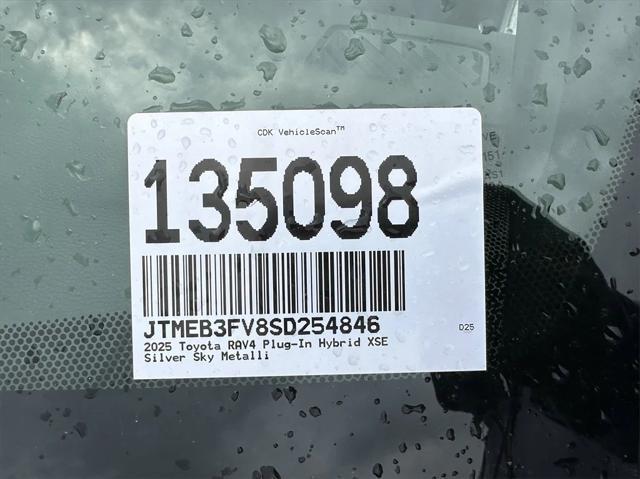 CDK VehicleScan™
135098
JTMEB3FV8SD254846
D25
2025 Toyota RAV4 Plug-In Hybrid XSE
Silver Sky Metalli